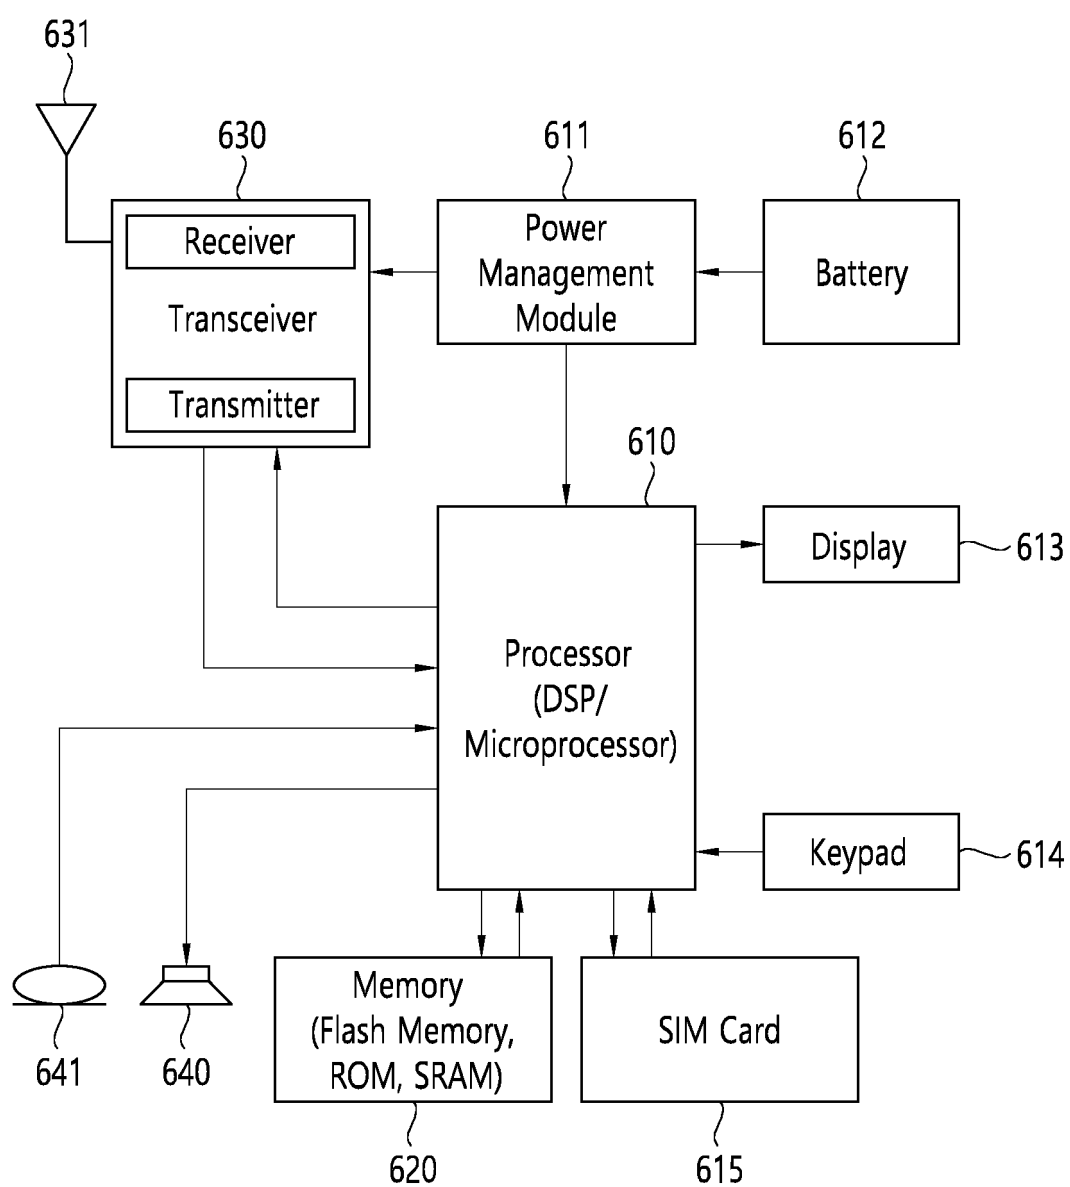 631
630
611
612
Receiver
Transceiver
Transmitter
Power
Management
Module
Battery
610
Display
613
Processor
(DSP/
Microprocessor)
Keypad
614
641
640
Memory
(Flash Memory,
ROM, SRAM)
SIM Card
620
615